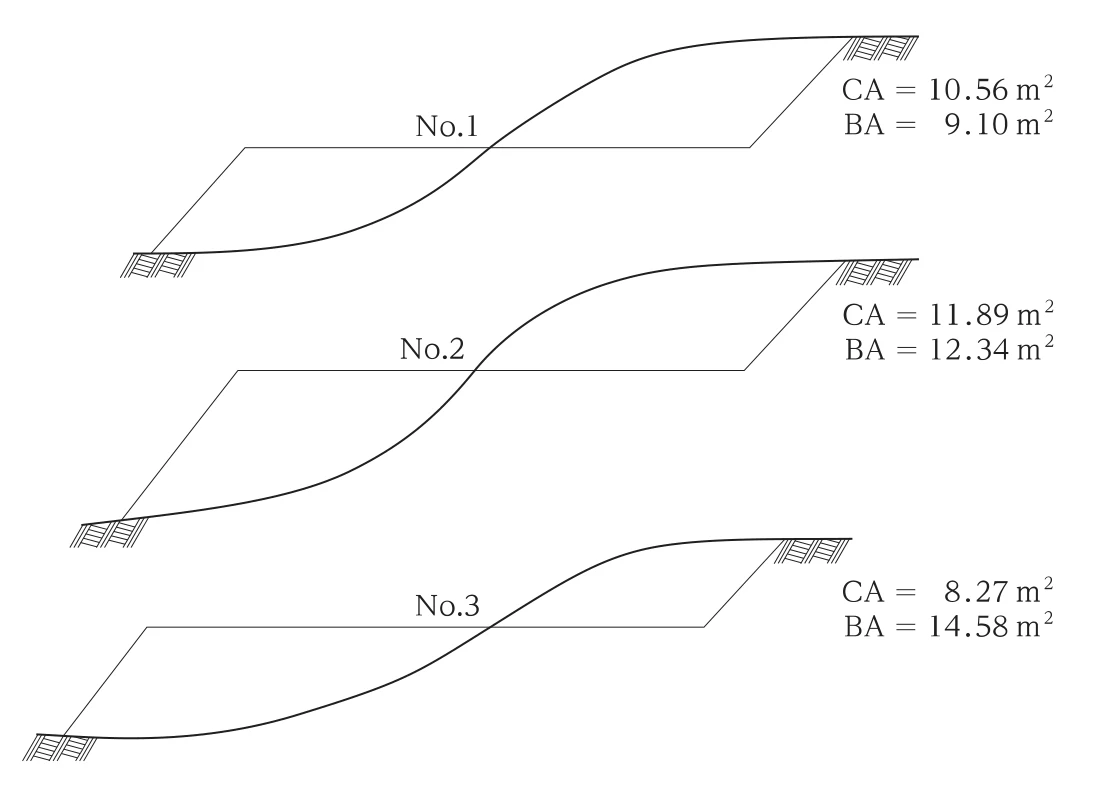 No.1
CA = 10.56 m²
BA = 9.10 m²
No.2
CA = 11.89 m²
BA = 12.34 m²
No.3
CA = 8.27 m²
BA = 14.58 m²